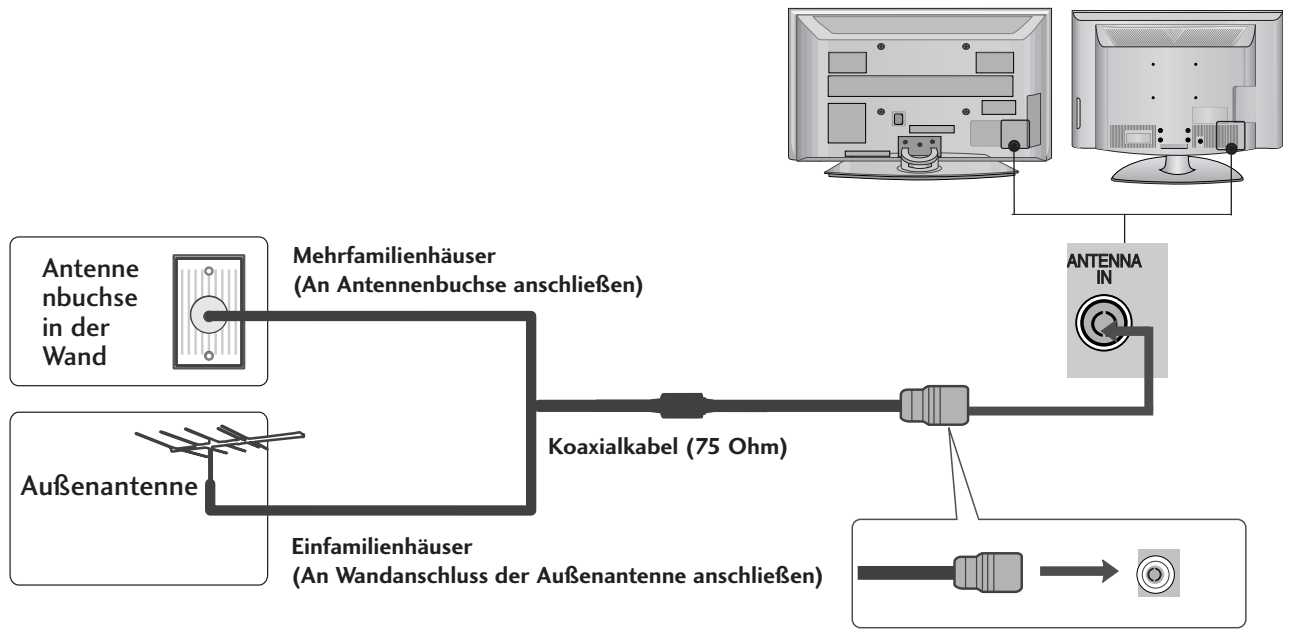 ANTENNA
IN
Antenne
nbuchse
in der
Wand
Mehrfamilienhäuser
(An Antennenbuchse anschließen)
Koaxialkabel (75 Ohm)
Außenantenne
Einfamilienhäuser
(An Wandanschluss der Außenantenne anschließen)